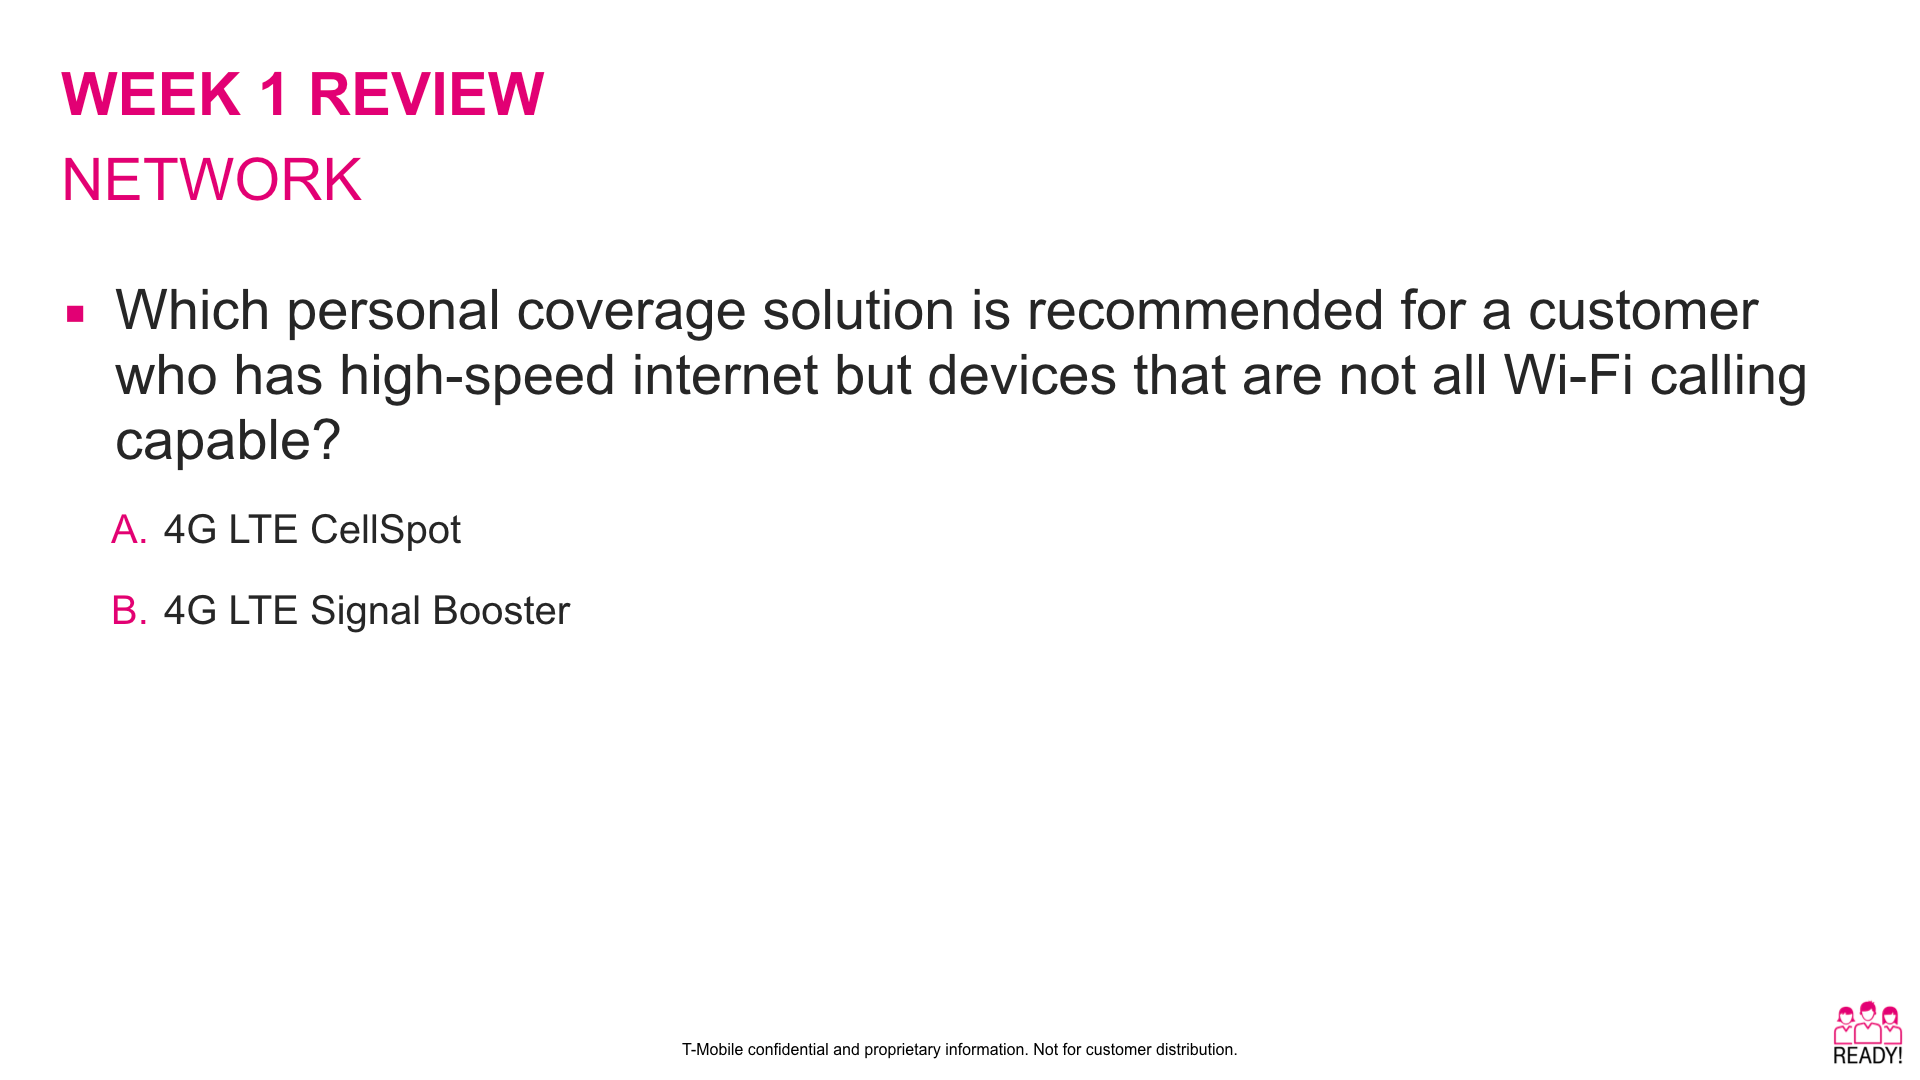 WEEK 1 REVIEW
NETWORK
▪ Which personal coverage solution is recommended for a customer
who has high-speed internet but devices that are not all Wi-Fi calling
capable?
A. 4G LTE CellSpot
B. 4G LTE Signal Booster
T-Mobile confidential and proprietary information. Not for customer distribution.
READY!